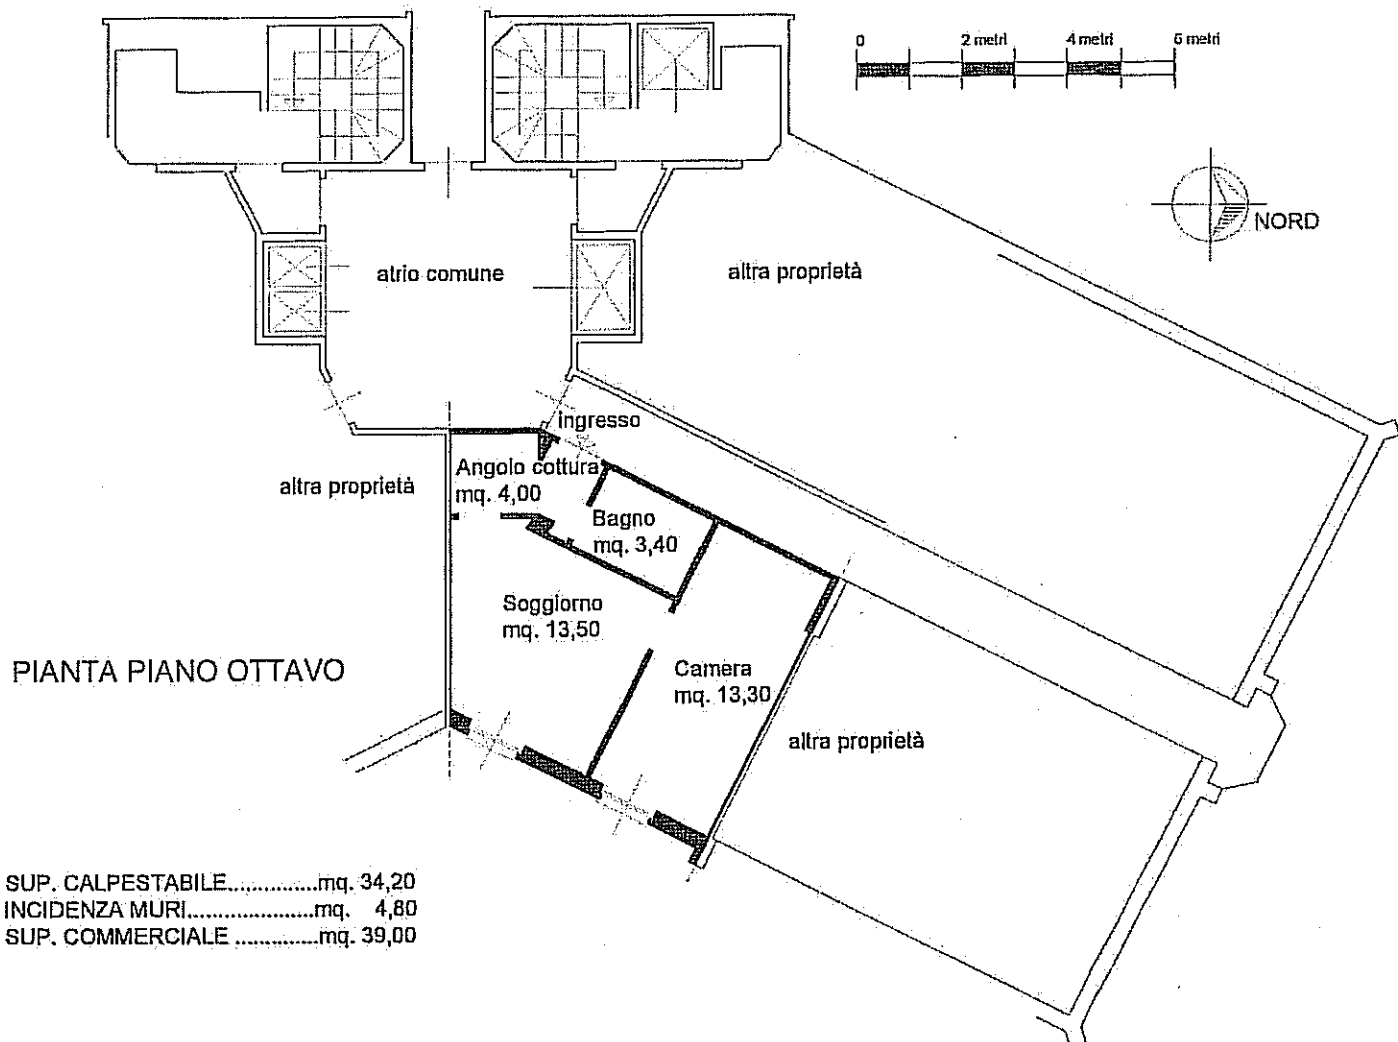 0
2 metri
4 metri
6 metri
NORD
atrio comune
altra proprietà
ingresso
Angolo cottura
mq. 4,00
altra proprietà
Bagno
mq. 3,40
Soggiorno
mq. 13,50
PIANTA PIANO OTTAVO
Camera
mq. 13,30
altra proprietà
SUP. CALPESTABILE...............mq. 34,20
INCIDENZA MURI.....................mq. 4,80
SUP. COMMERCIALE ..............mq. 39,00